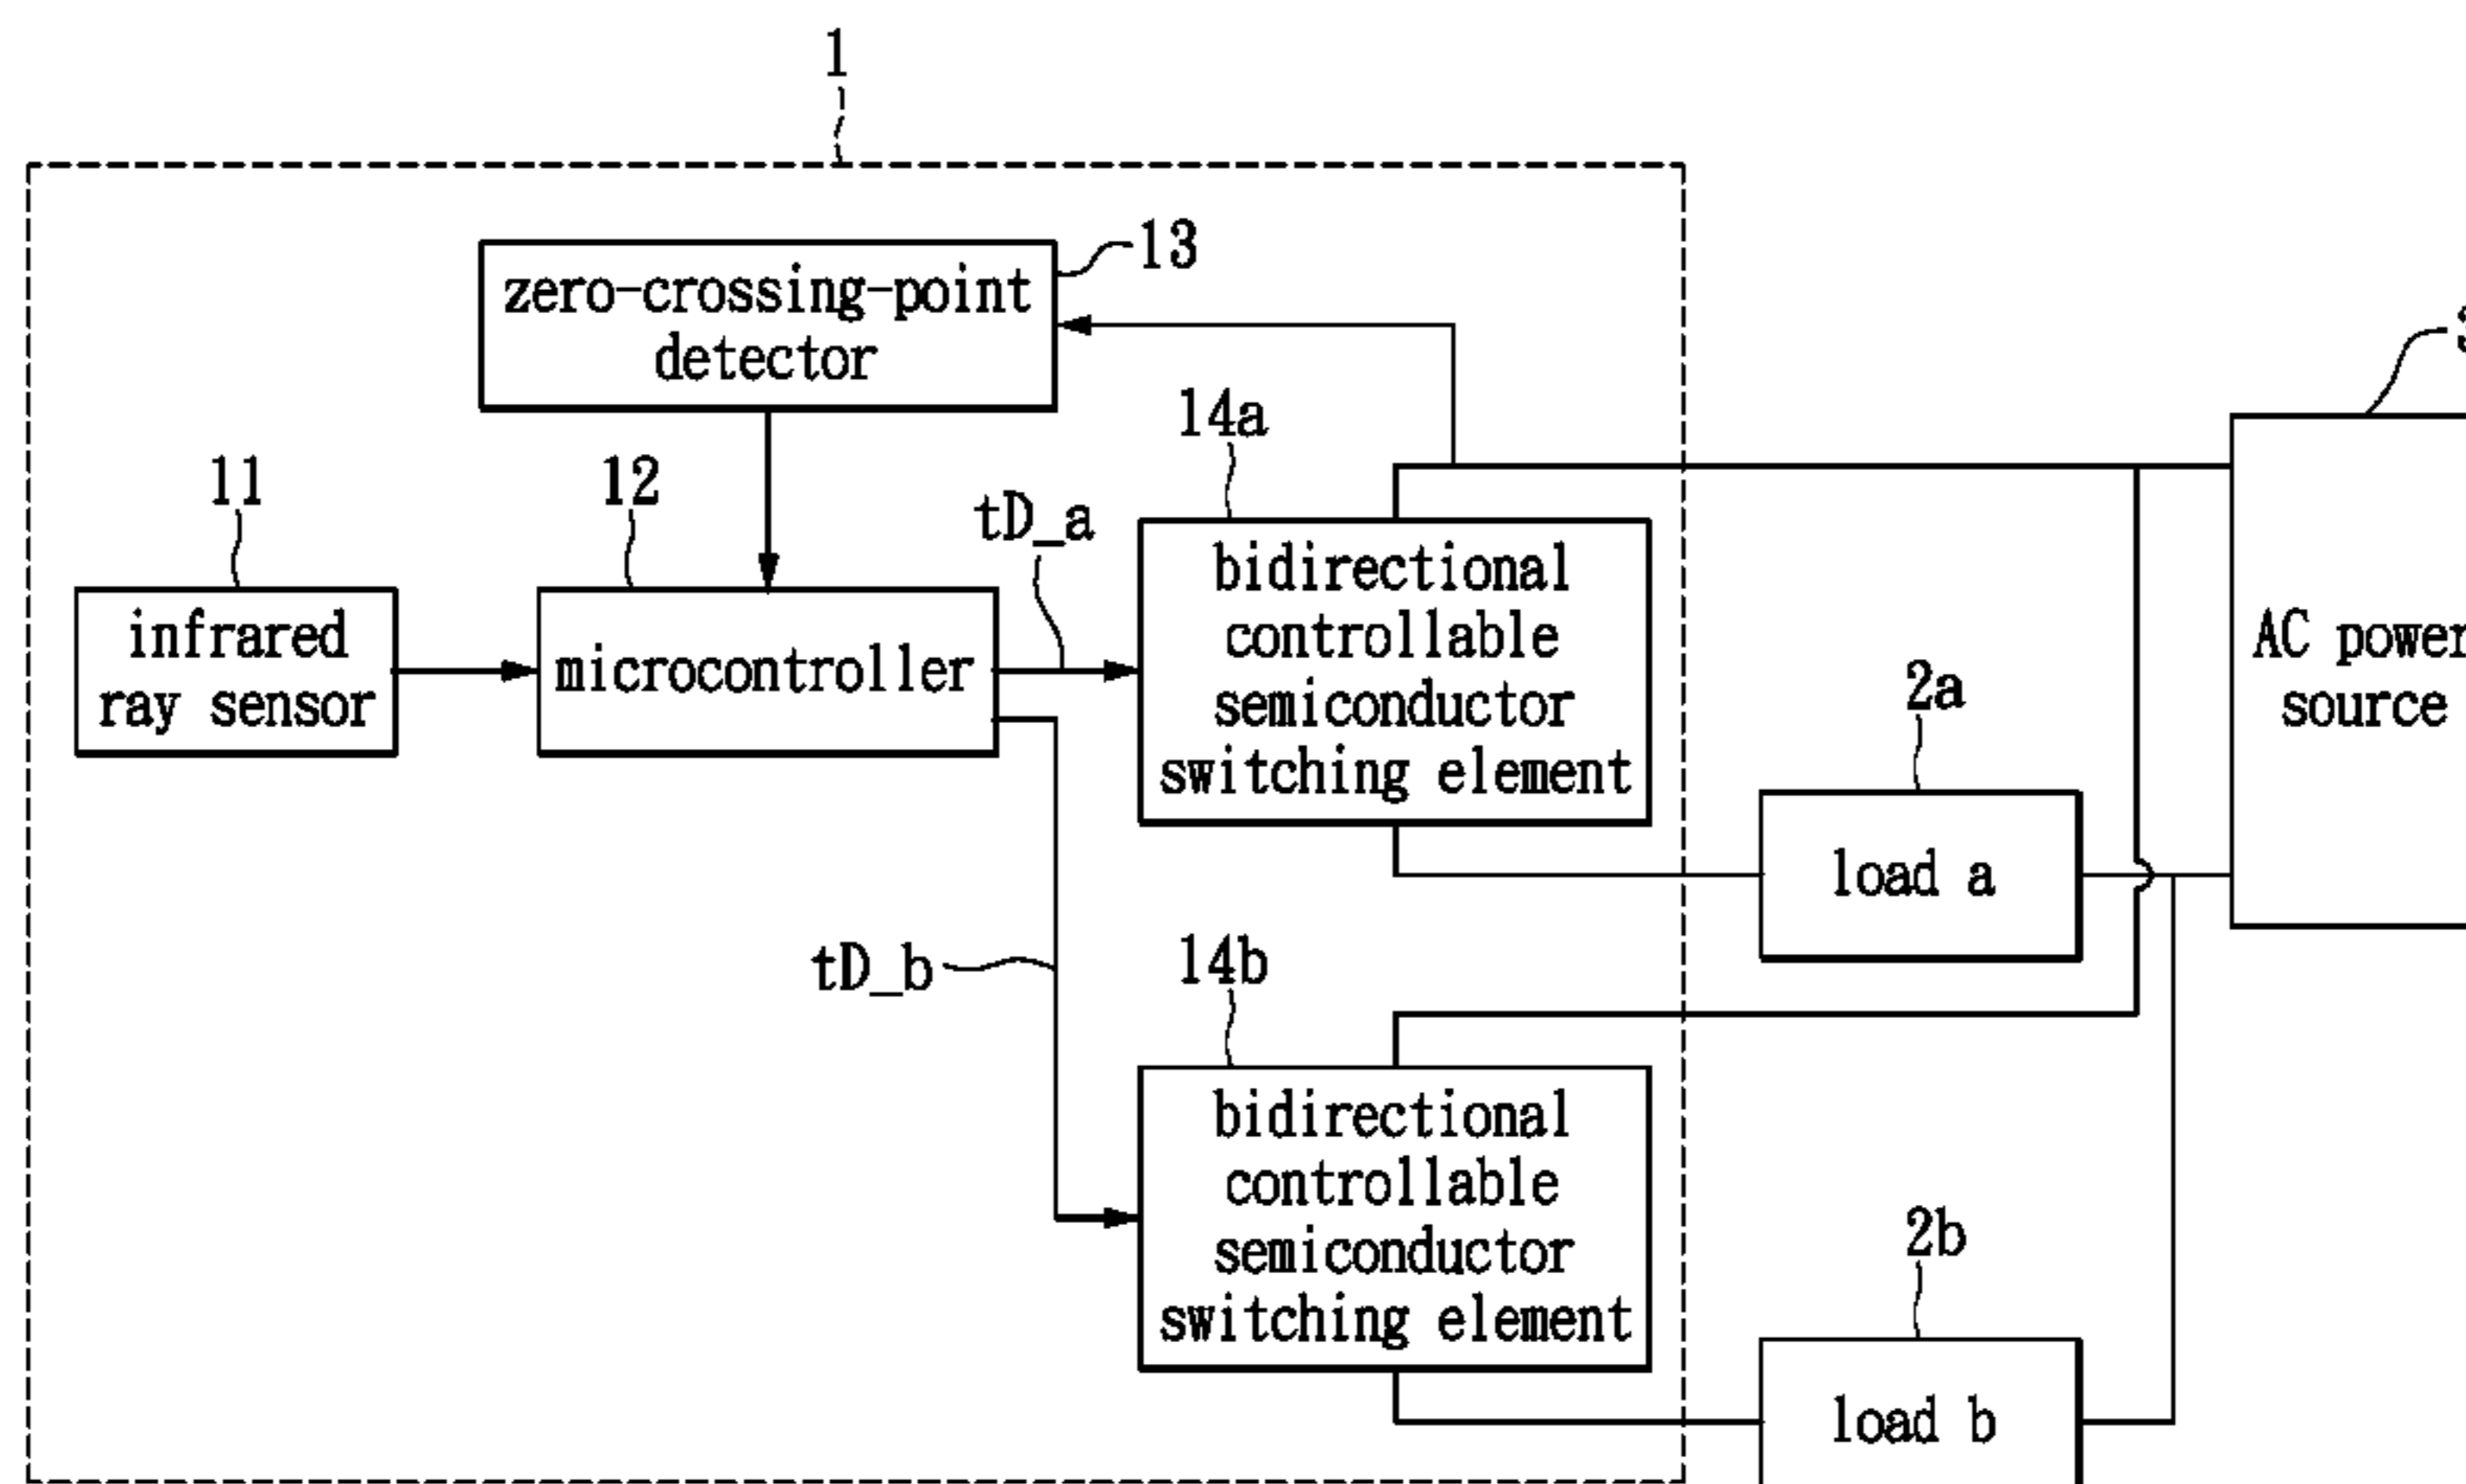 1
13
zero-crossing-point
detector
14a
11
12
tD_a
infrared
ray sensor
microcontroller
bidirectional
controllable
semiconductor
switching element
AC power
source
2a
load a
tD_b
14b
bidirectional
controllable
semiconductor
switching element
2b
load b